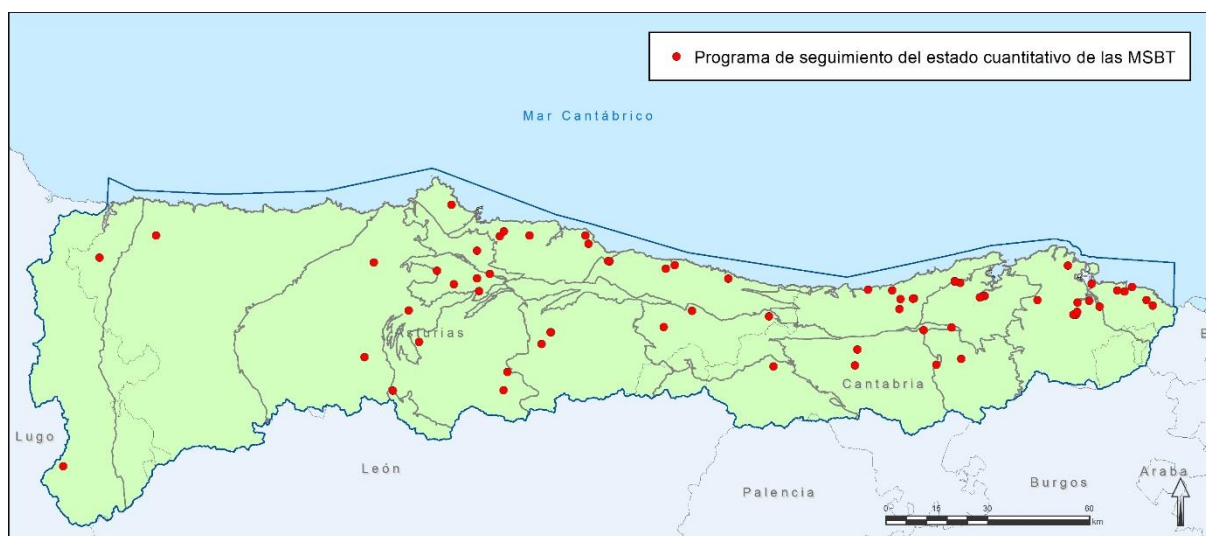 Programa de seguimiento del estado cuantitativo de las MSBT
Mar Cantábrico
Asturias
Cantabria
Lugo
León
Palencia
Burgos
Araba
0
15
30
60
km